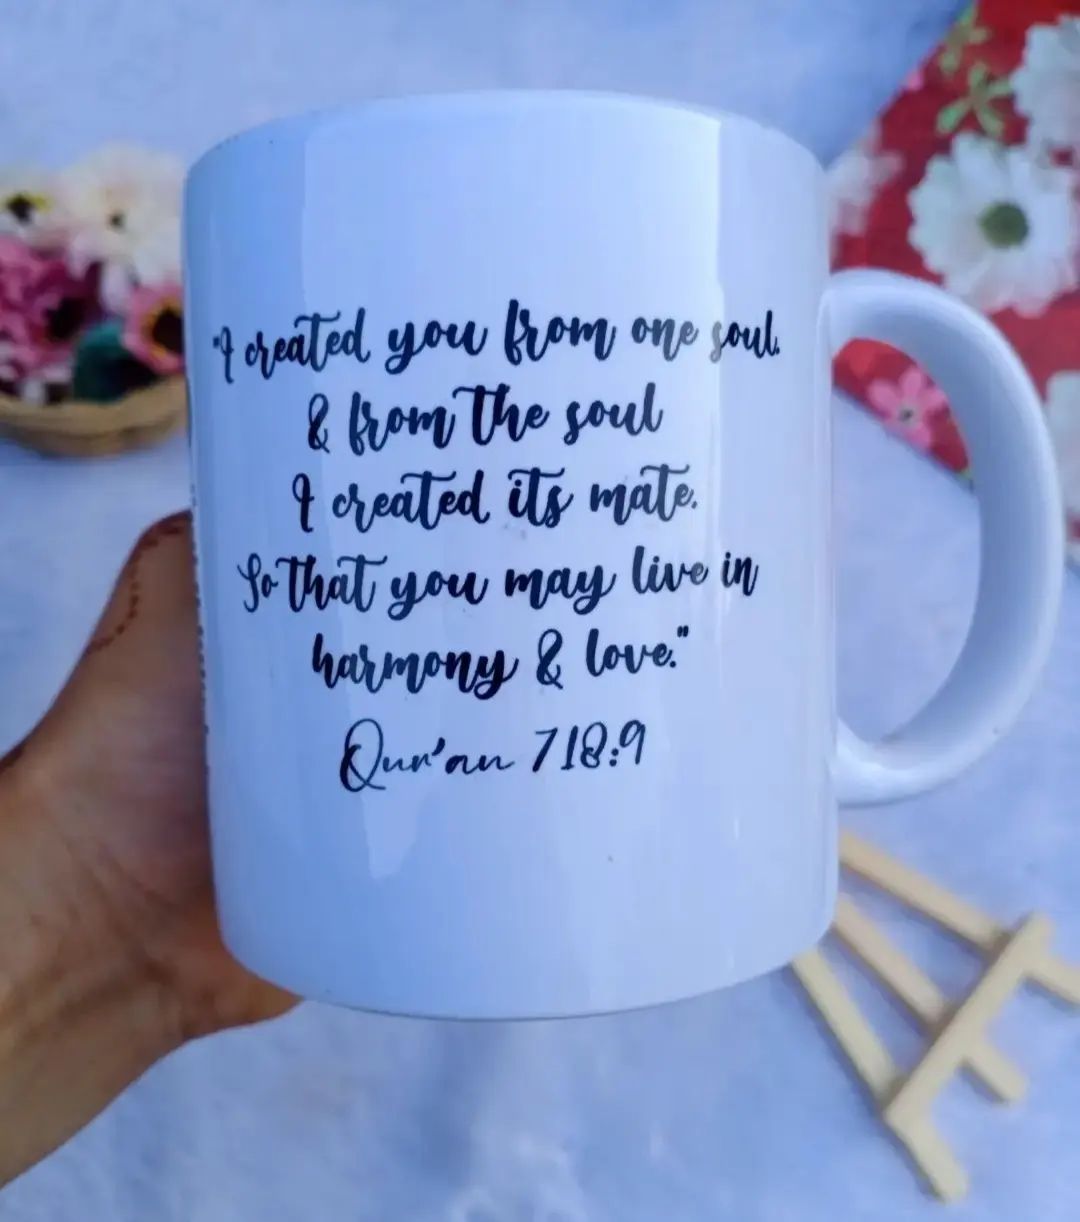 "I created you from one soul.
& from the soul
I created its mate.
So that you may live in
harmony & love."
Qur'an 718:9